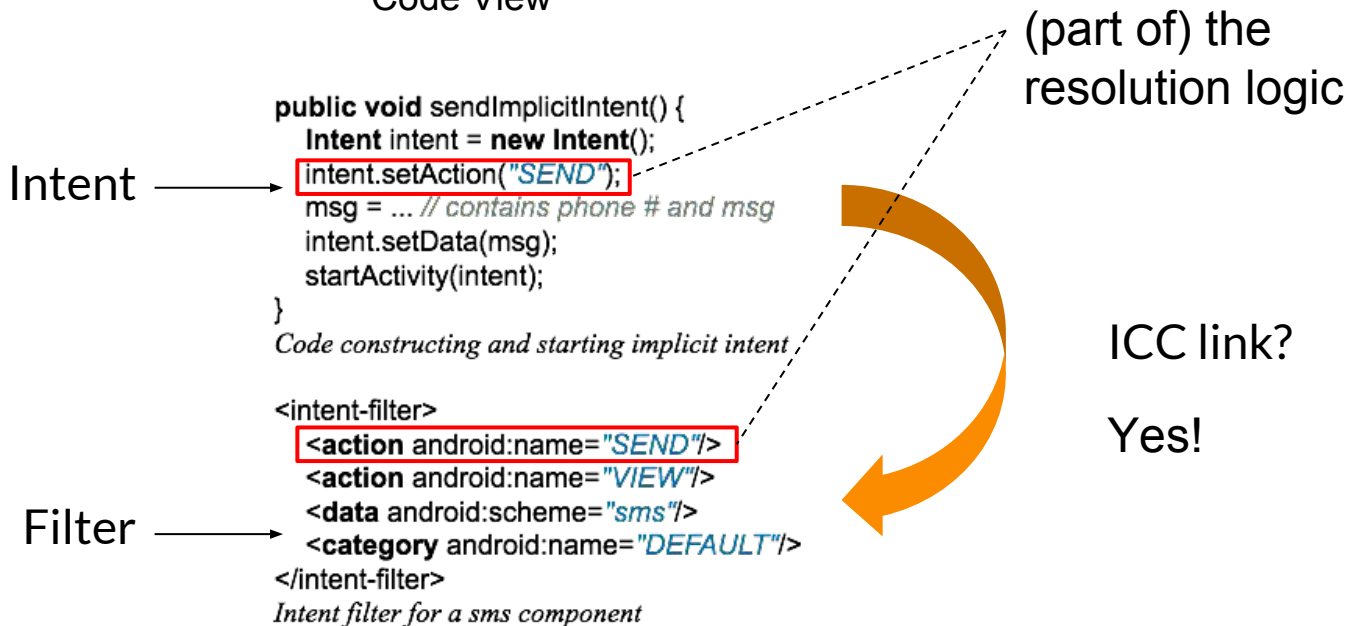 Code View
(part of) the
resolution logic
public void sendImplicitIntent() {
Intent intent = new Intent();
intent.setAction("SEND");
msg = ... // contains phone # and msg
intent.setData(msg);
startActivity(intent);
}
Code constructing and starting implicit intent
Intent
<intent-filter>
<action android:name="SEND"/>
<action android:name="VIEW"/>
<data android:scheme="sms"/>
<category android:name="DEFAULT"/>
</intent-filter>
Intent filter for a sms component
Filter
ICC link?
Yes!